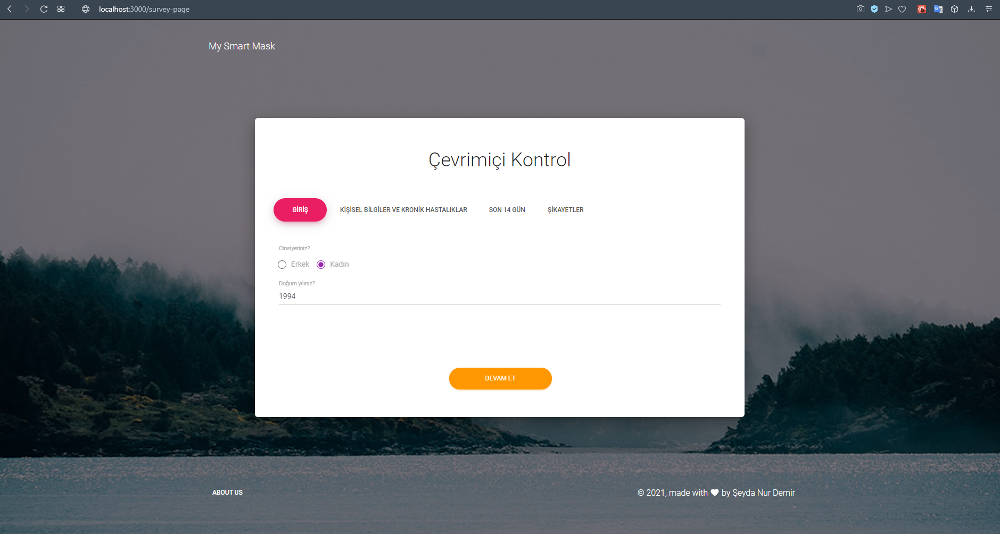 localhost:3000/survey-page
My Smart Mask
Çevrimiçi Kontrol
GİRİŞ
KİŞİSEL BİLGİLER VE KRONİK HASTALIKLAR
SON 14 GÜN
ŞİKAYETLER
Cinsiyetiniz?
Erkek
Kadın
Doğum yılınız?
1994
DEVAM ET
ABOUT US
© 2021, made with ♥ by Şeyda Nur Demir